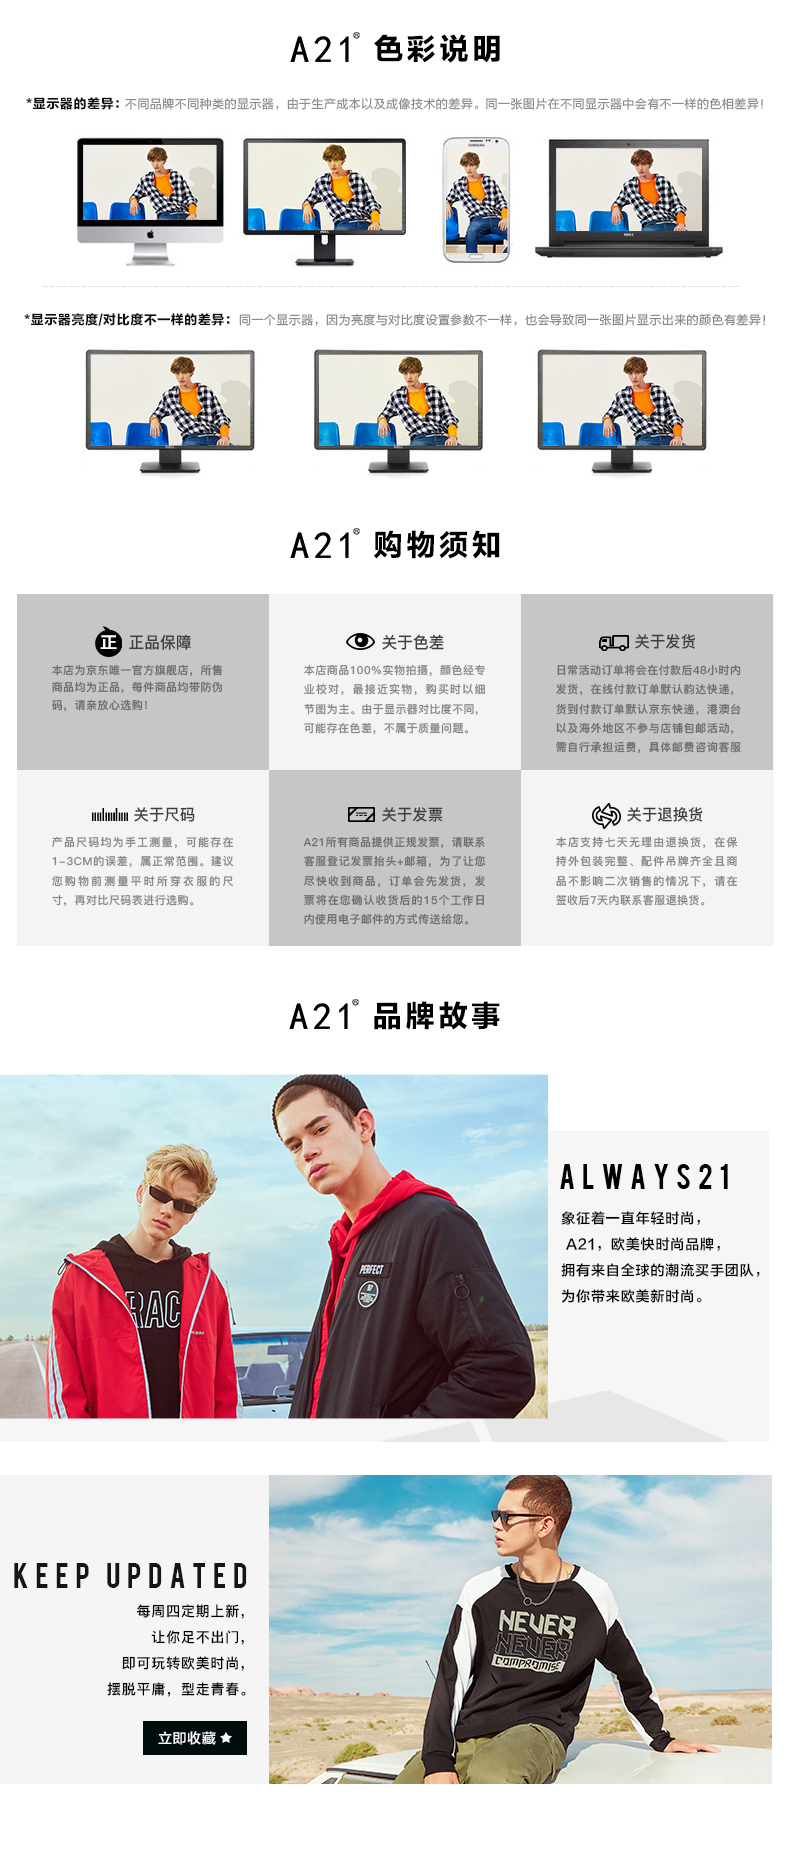 A21® 色彩说明
*显示器的差异：不同品牌不同种类的显示器，由于生产成本以及成像技术的差异。同一张图片在不同显示器中会有不一样的色相差异！
SAMSUNG
DELL
DELL
*显示器亮度/对比度不一样的差异：同一个显示器，因为亮度与对比度设置参数不一样，也会导致同一张图片显示出来的颜色有差异！
A21® 购物须知
正 正品保障
本店为京东唯一官方旗舰店，所售
商品均为正品，每件商品均带防伪
码，请亲放心选购！
关于色差
本店商品100%实物拍摄，颜色经专
业校对，最接近实物，购买时以细
节图为主。由于显示器对比度不同，
可能存在色差，不属于质量问题。
关于发货
日常活动订单将会在付款后48小时内
发货，在线付款订单默认韵达快递，
货到付款订单默认京东快递，港澳台
以及海外地区不参与店铺包邮活动，
需自行承担运费，具体邮费咨询客服
关于尺码
产品尺码均为手工测量，可能存在
1-3CM的误差，属正常范围。建议
您购物前测量平时所穿衣服的尺
寸，再对比尺码表进行选购。
关于发票
A21所有商品提供正规发票，请联系
客服登记发票抬头+邮箱，为了让您
尽快收到商品，订单会先发货，发
票将在您确认收货后的15个工作日
内使用电子邮件的方式传送给您。
关于退换货
本店支持七天无理由退换货，在保
持外包装完整、配件吊牌齐全且商
品不影响二次销售的情况下，请在
签收后7天内联系客服退换货。
A21® 品牌故事
RAC
PERFECT
ALWAYS21
象征着一直年轻时尚，
A21，欧美快时尚品牌，
拥有来自全球的潮流买手团队，
为你带来欧美新时尚。
KEEP UPDATED
每周四定期上新，
让你足不出门，
即可玩转欧美时尚，
摆脱平庸，型走青春。
立即收藏★
NEVER
NEVER
COMPROMISE